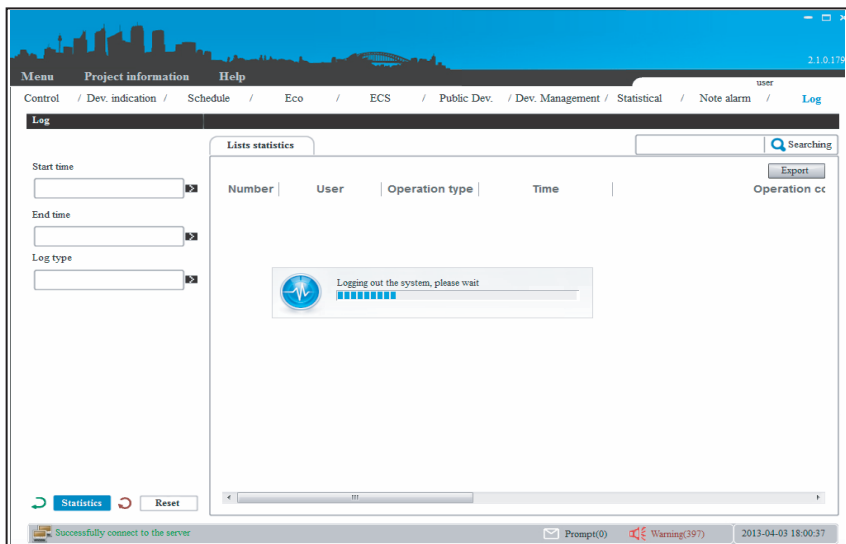 2.1.0.179
Menu Project information Help
user
Control / Dev. indication / Schedule / Eco / ECS / Public Dev. / Dev. Management / Statistical / Note alarm / Log
Log
Lists statistics
Searching
Start time
Export
Number User Operation type Time Operation cc
End time
Log type
Logging out the system, please wait
Statistics Reset
Successfully connect to the server Prompt(0) Warning(397) 2013-04-03 18:00:37